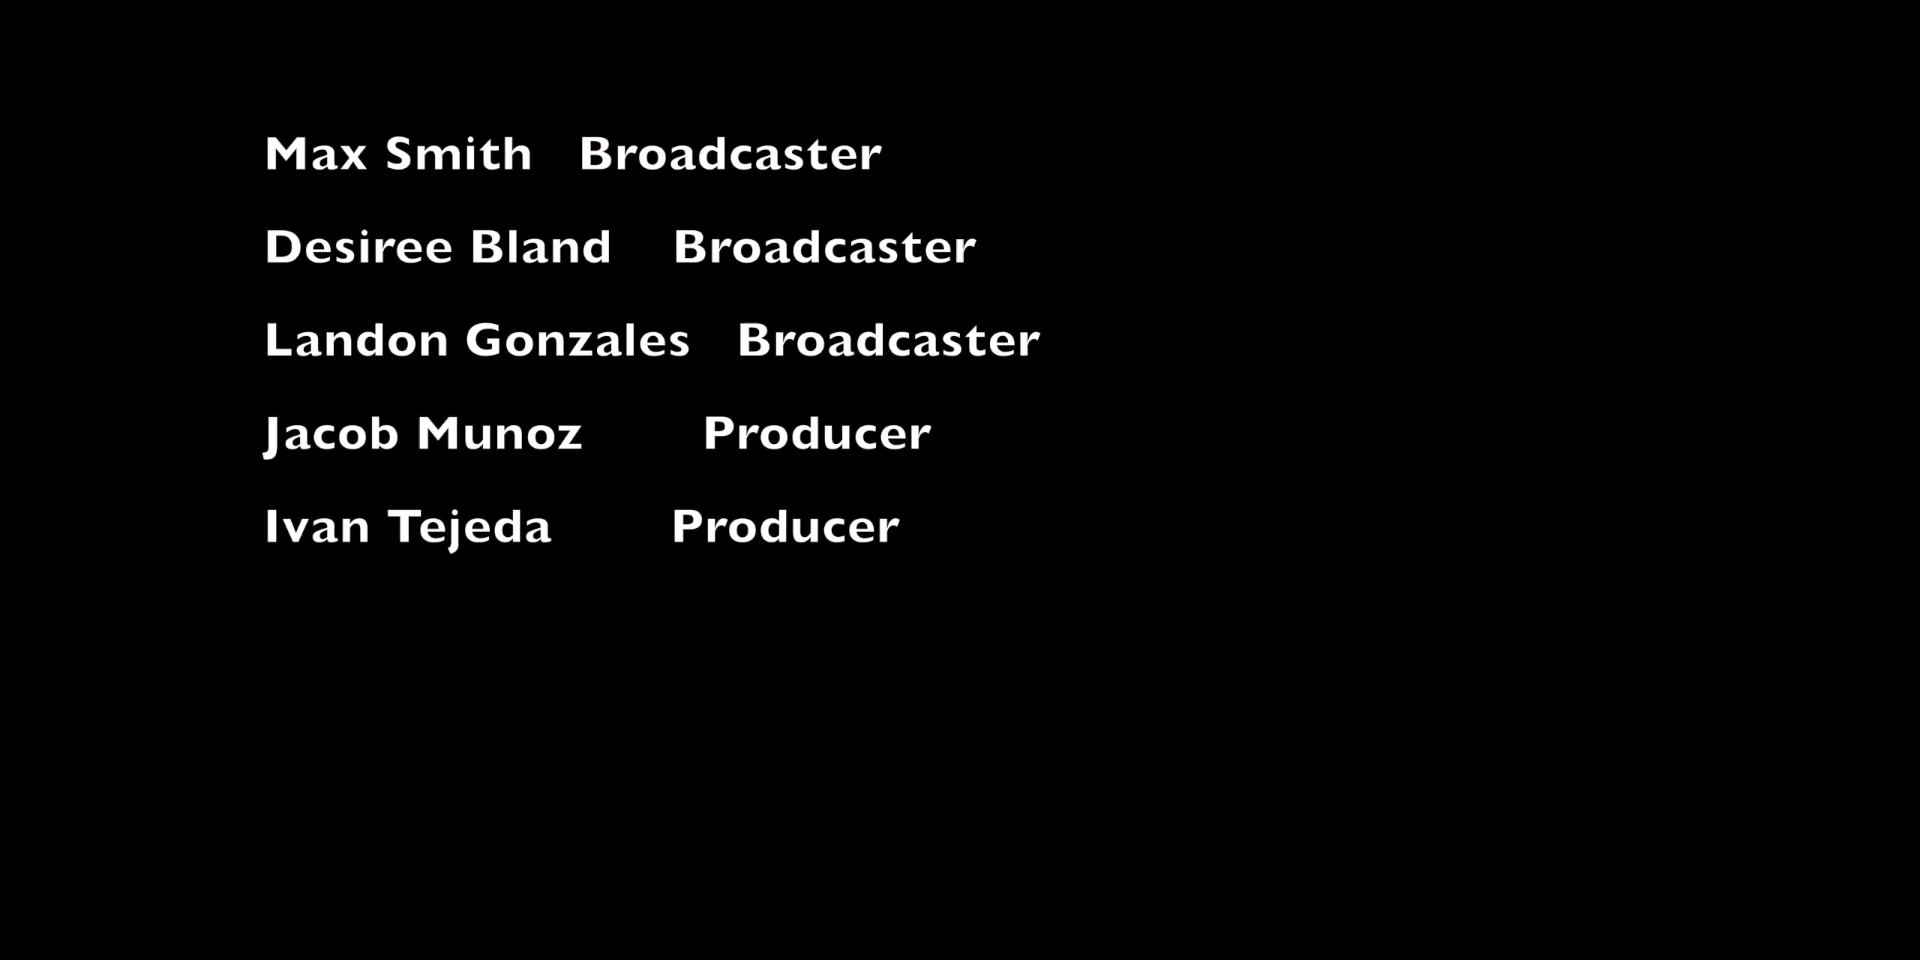 Max Smith Broadcaster
Desiree Bland Broadcaster
Landon Gonzales Broadcaster
Jacob Munoz Producer
Ivan Tejeda Producer